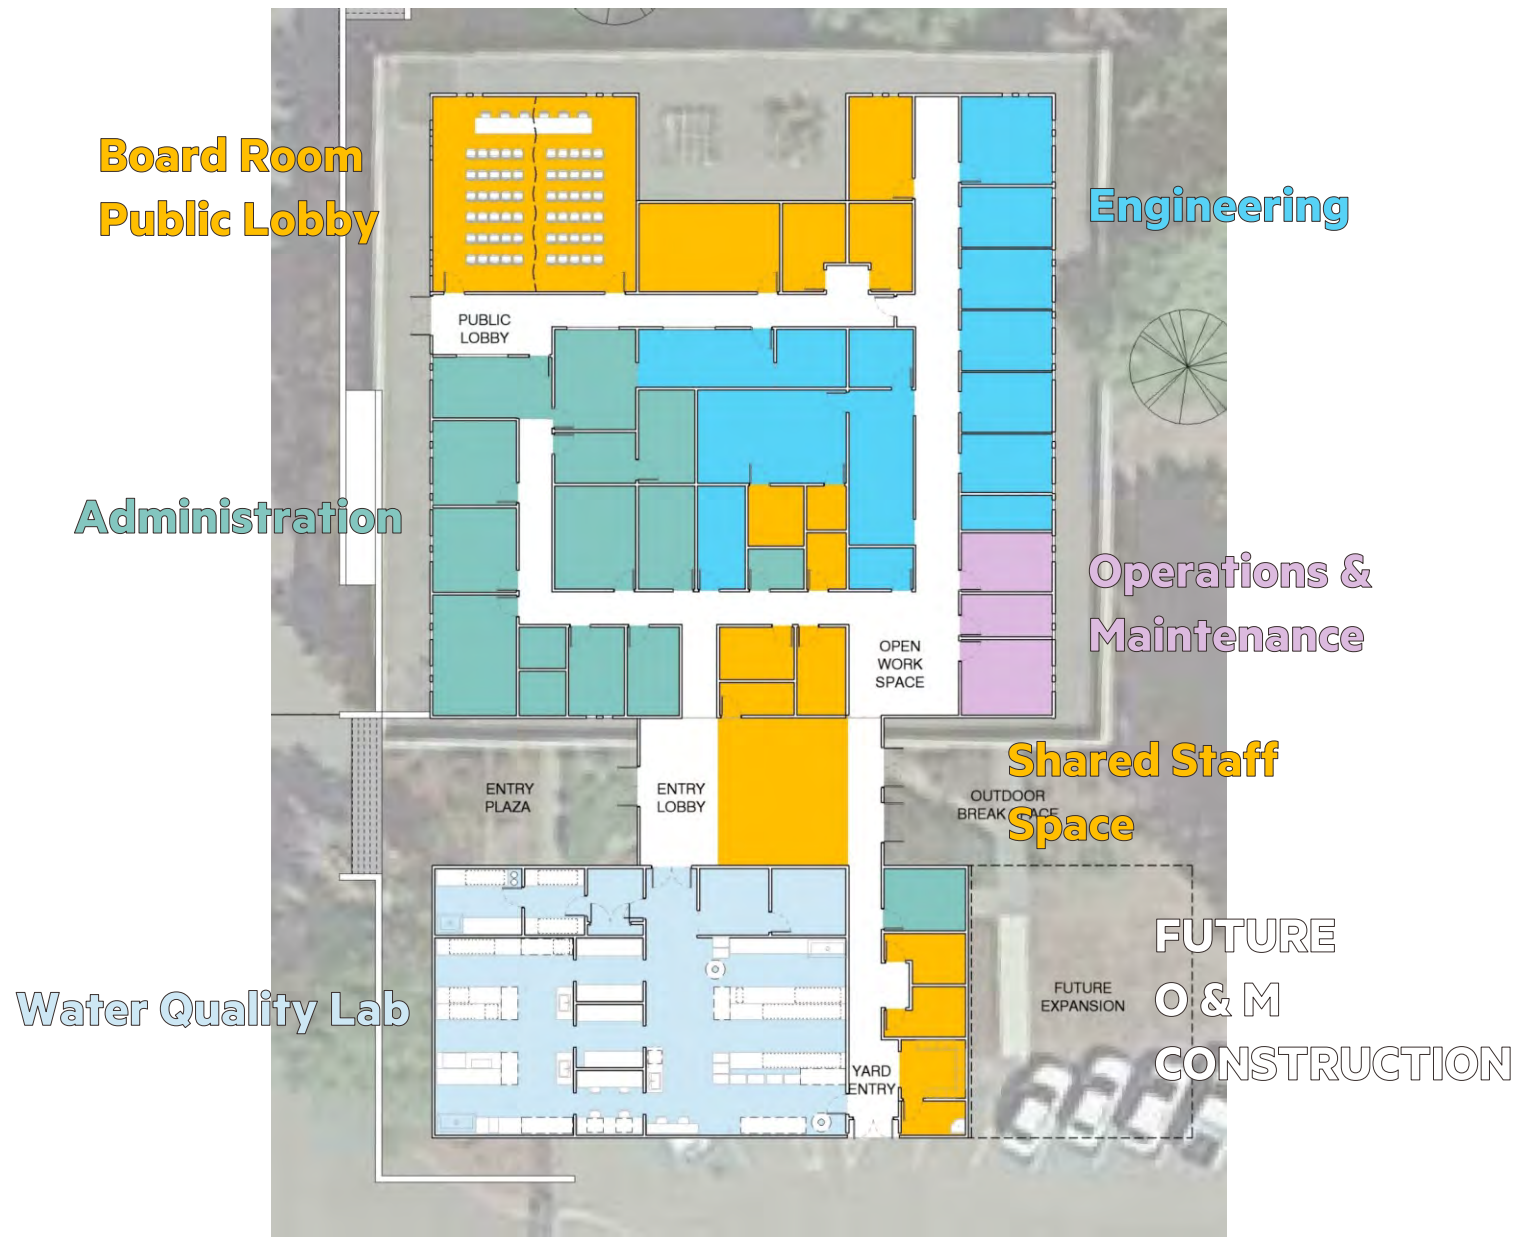 Board Room
Public Lobby
Engineering
PUBLIC
LOBBY
Administration
Operations &
Maintenance
OPEN
WORK
SPACE
Shared Staff
Space
ENTRY
PLAZA
ENTRY
LOBBY
OUTDOOR
BREAK SPACE
FUTURE
O & M
CONSTRUCTION
Water Quality Lab
FUTURE
EXPANSION
YARD
ENTRY